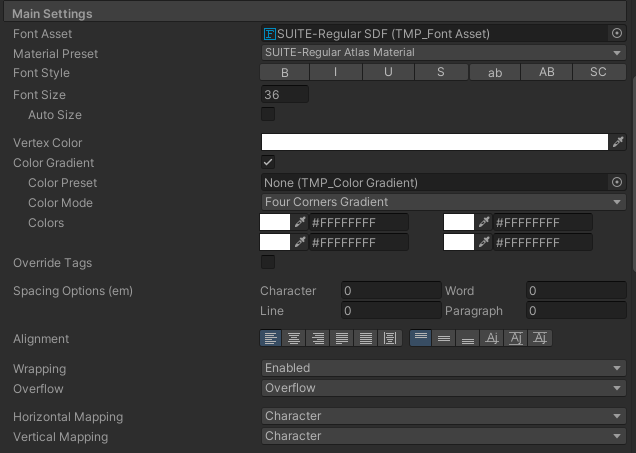 Main Settings
Font Asset SUITE-Regular SDF (TMP_Font Asset)
Material Preset SUITE-Regular Atlas Material
Font Style B I U S ab AB SC
Font Size 36
Auto Size
Vertex Color
Color Gradient
Color Preset None (TMP_Color Gradient)
Color Mode Four Corners Gradient
Colors #FFFFFFFF #FFFFFFFF
#FFFFFFFF #FFFFFFFF
Override Tags
Spacing Options (em) Character 0 Word 0
Line 0 Paragraph 0
Alignment
Wrapping Enabled
Overflow Overflow
Horizontal Mapping Character
Vertical Mapping Character